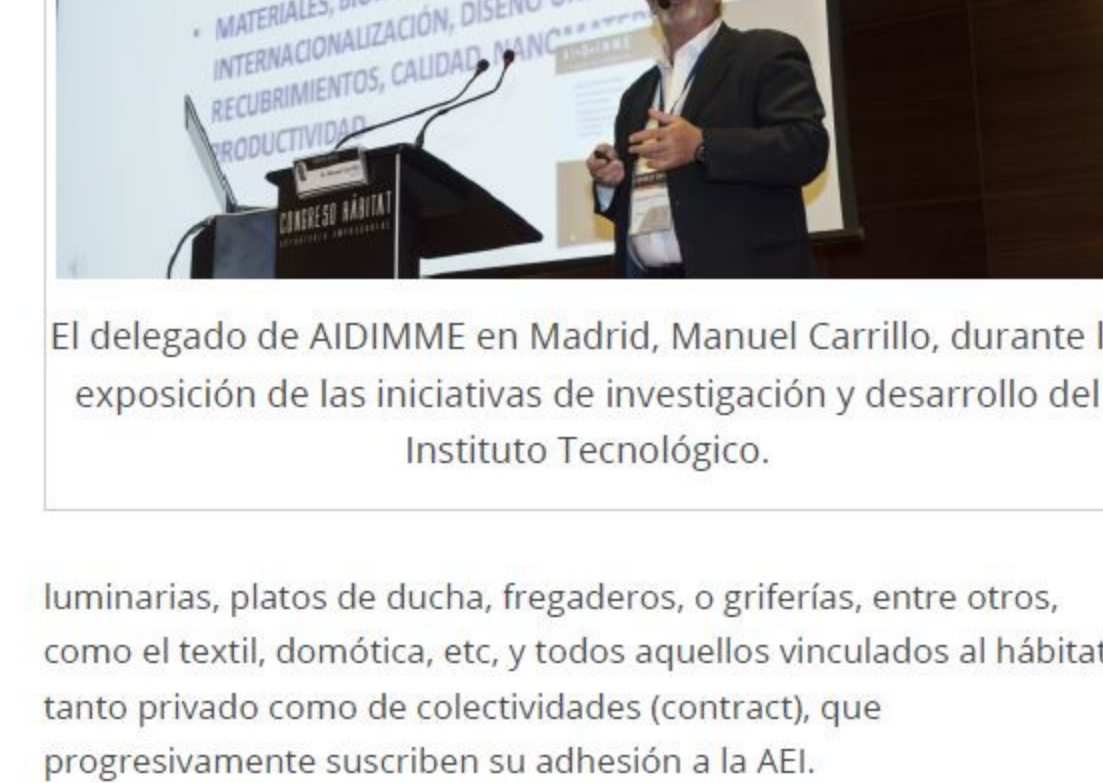 MATERIALES,
INTERNACIONALIZACIÓN, DISEÑO
RECUBRIMIENTOS, CALIDAD,
PRODUCTIVIDAD
AIDIMME
CONGRESO HÁBITAT
El delegado de AIDIMME en Madrid, Manuel Carrillo, durante l
exposición de las iniciativas de investigación y desarrollo del
Instituto Tecnológico.
luminarias, platos de ducha, fregaderos, o griferías, entre otros,
como el textil, domótica, etc, y todos aquellos vinculados al hábitat
tanto privado como de colectividades (contract), que
progresivamente suscriben su adhesión a la AEI.